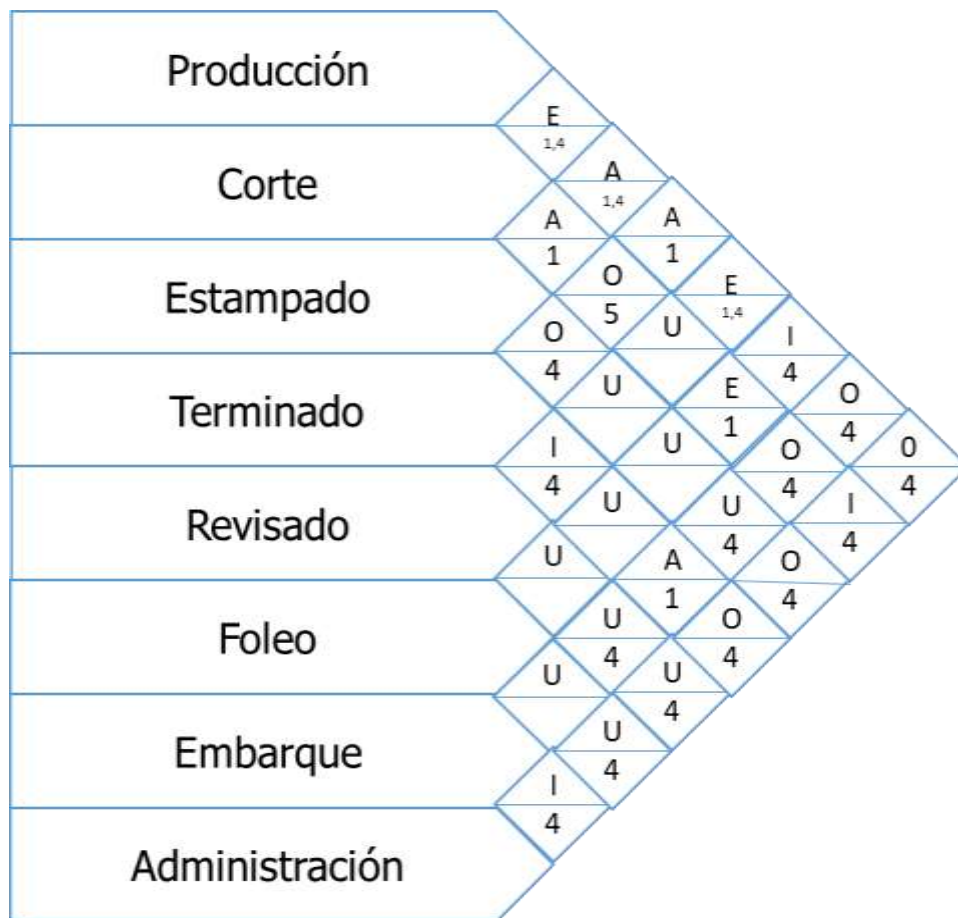 Producción
E
1,4
A
Corte
1,4
A A
1 1
O
E
Estampado
5 1,4
O U I
4 4
U E O
Terminado
1 4
I U O 0
4 4 4
U U I
Revisado
4 4
U A O
1 4
U O
Foleo
4 4
U U
4
U
Embarque
4
I
4
Administración